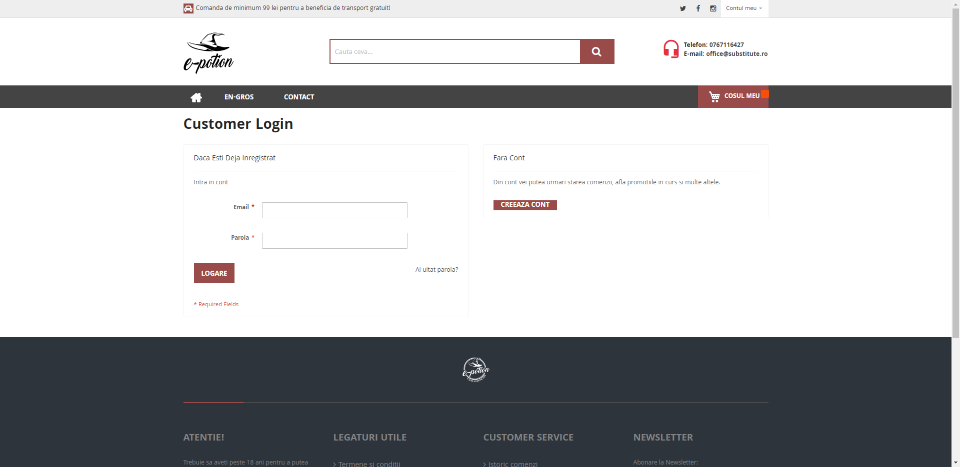 Comanda de minimum 99 lei pentru a beneficia de transport gratuit!
Contul meu
e-potion
Cauta ceva...
Telefon: 0767116427
E-mail: office@substitute.ro
EN-GROS
CONTACT
COSUL MEU
Customer Login
Daca Esti Deja Inregistrat
Intra in cont
Email *
Parola *
LOGARE
Ai uitat parola?
* Required Fields
Fara Cont
Din cont vei putea urmari starea comenzii, afla promotiile in curs si multe altele.
CREEAZA CONT
e-potion
ATENTIE!
LEGATURI UTILE
CUSTOMER SERVICE
NEWSLETTER
Trebuie sa aveti peste 18 ani pentru a putea
> Termene si conditii
> Istoric comenzi
Abonare la Newsletter: